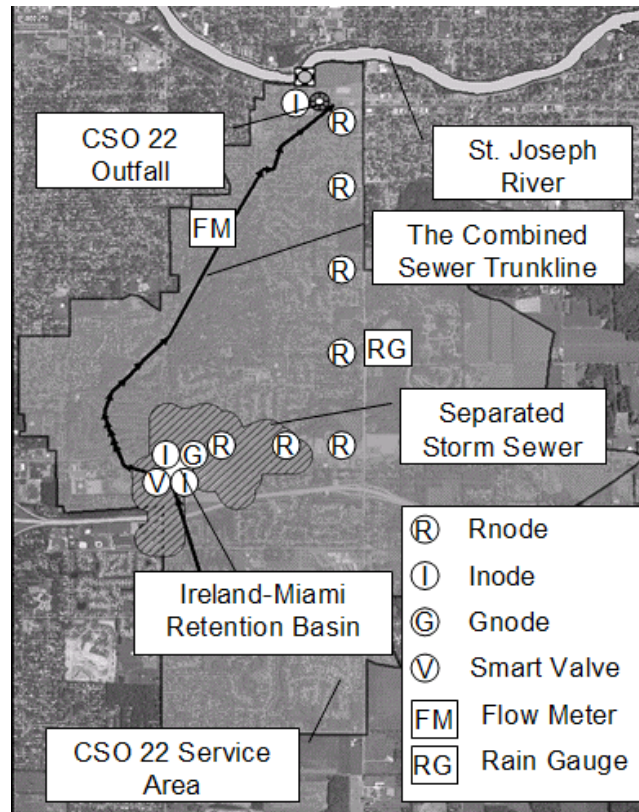 I
R
CSO 22
Outfall
St. Joseph
River
R
FM
The Combined
Sewer Trunkline
R
R
RG
Separated
Storm Sewer
I
G
R
R
R
V
I
R Rnode
I Inode
G Gnode
V Smart Valve
FM Flow Meter
RG Rain Gauge
Ireland-Miami
Retention Basin
CSO 22 Service
Area